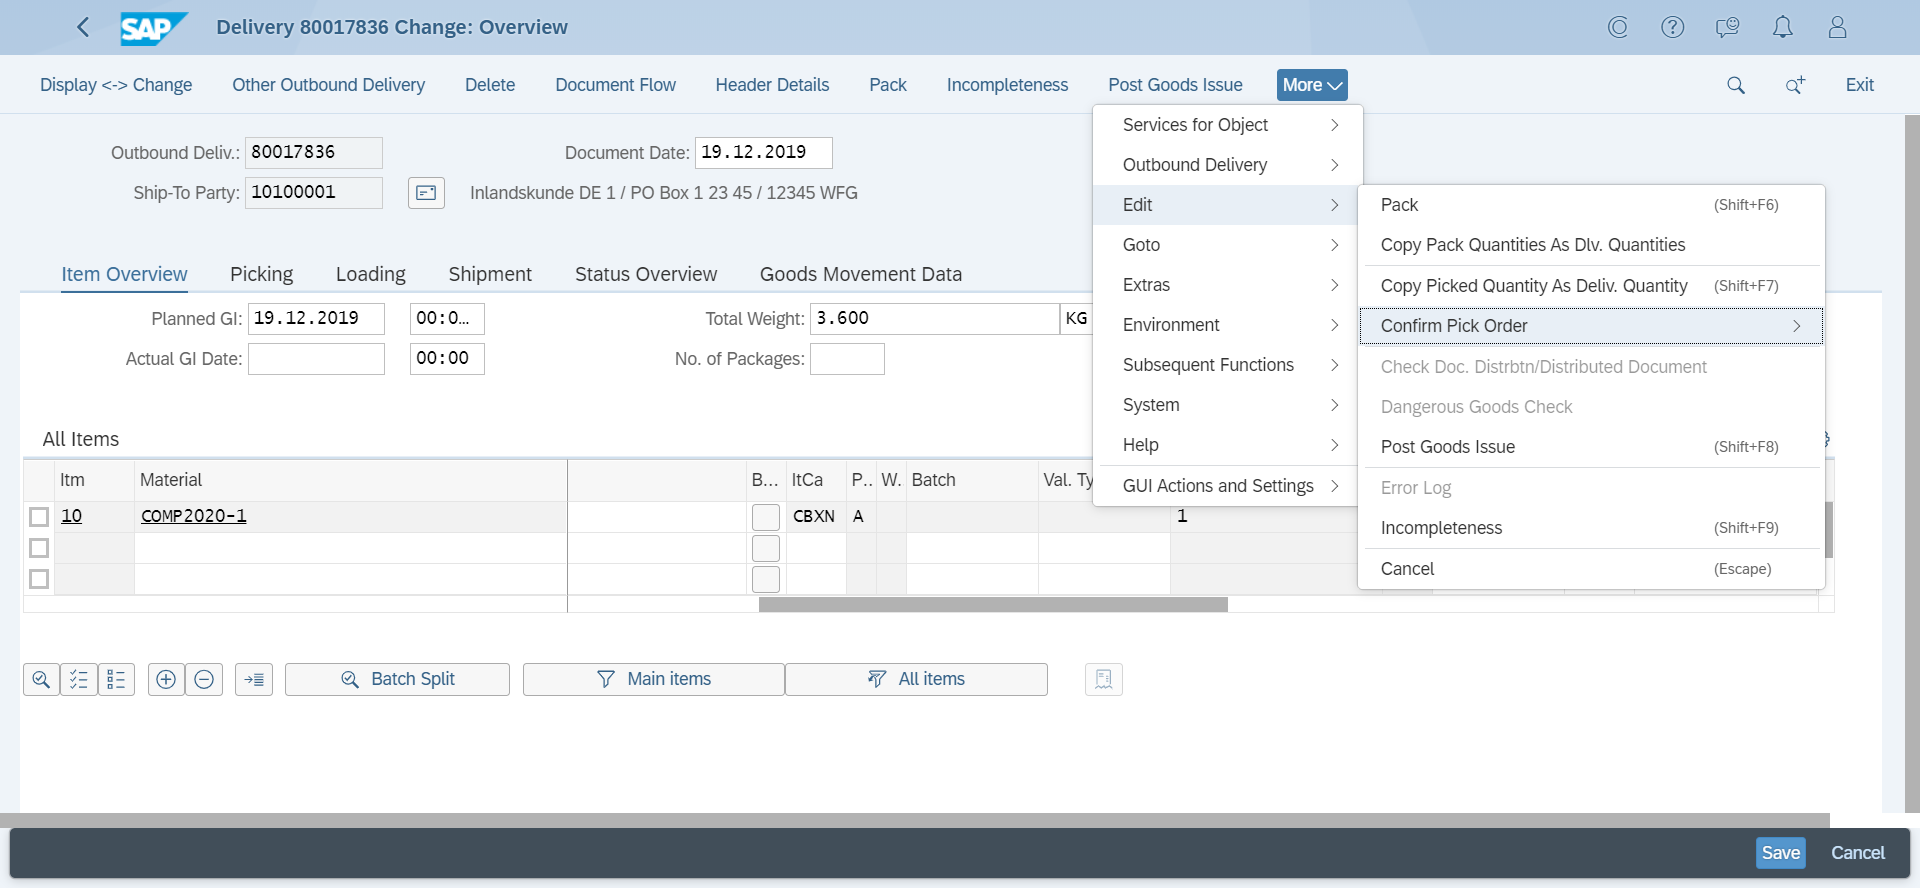 SAP Delivery 80017836 Change: Overview
Display <-> Change Other Outbound Delivery Delete Document Flow Header Details Pack Incompleteness Post Goods Issue More Exit
Outbound Deliv.: 80017836 Document Date: 19.12.2019
Ship-To Party: 10100001 Inlandskunde DE 1 / PO Box 1 23 45 / 12345 WFG
Item Overview Picking Loading Shipment Status Overview Goods Movement Data
Planned GI: 19.12.2019 00:0... Total Weight: 3.600 KG
Actual GI Date: 00:00 No. of Packages:
All Items
Itm Material B... ItCa P.. W. Batch Val. Ty
10 COMP2020-1 CBXN A 1
Services for Object
Outbound Delivery
Edit
Goto
Extras
Environment
Subsequent Functions
System
Help
GUI Actions and Settings
Pack (Shift+F6)
Copy Pack Quantities As Dlv. Quantities
Copy Picked Quantity As Deliv. Quantity (Shift+F7)
Confirm Pick Order
Check Doc. Distrbtn/Distributed Document
Dangerous Goods Check
Post Goods Issue (Shift+F8)
Error Log
Incompleteness (Shift+F9)
Cancel (Escape)
Batch Split Main items All items
Save Cancel